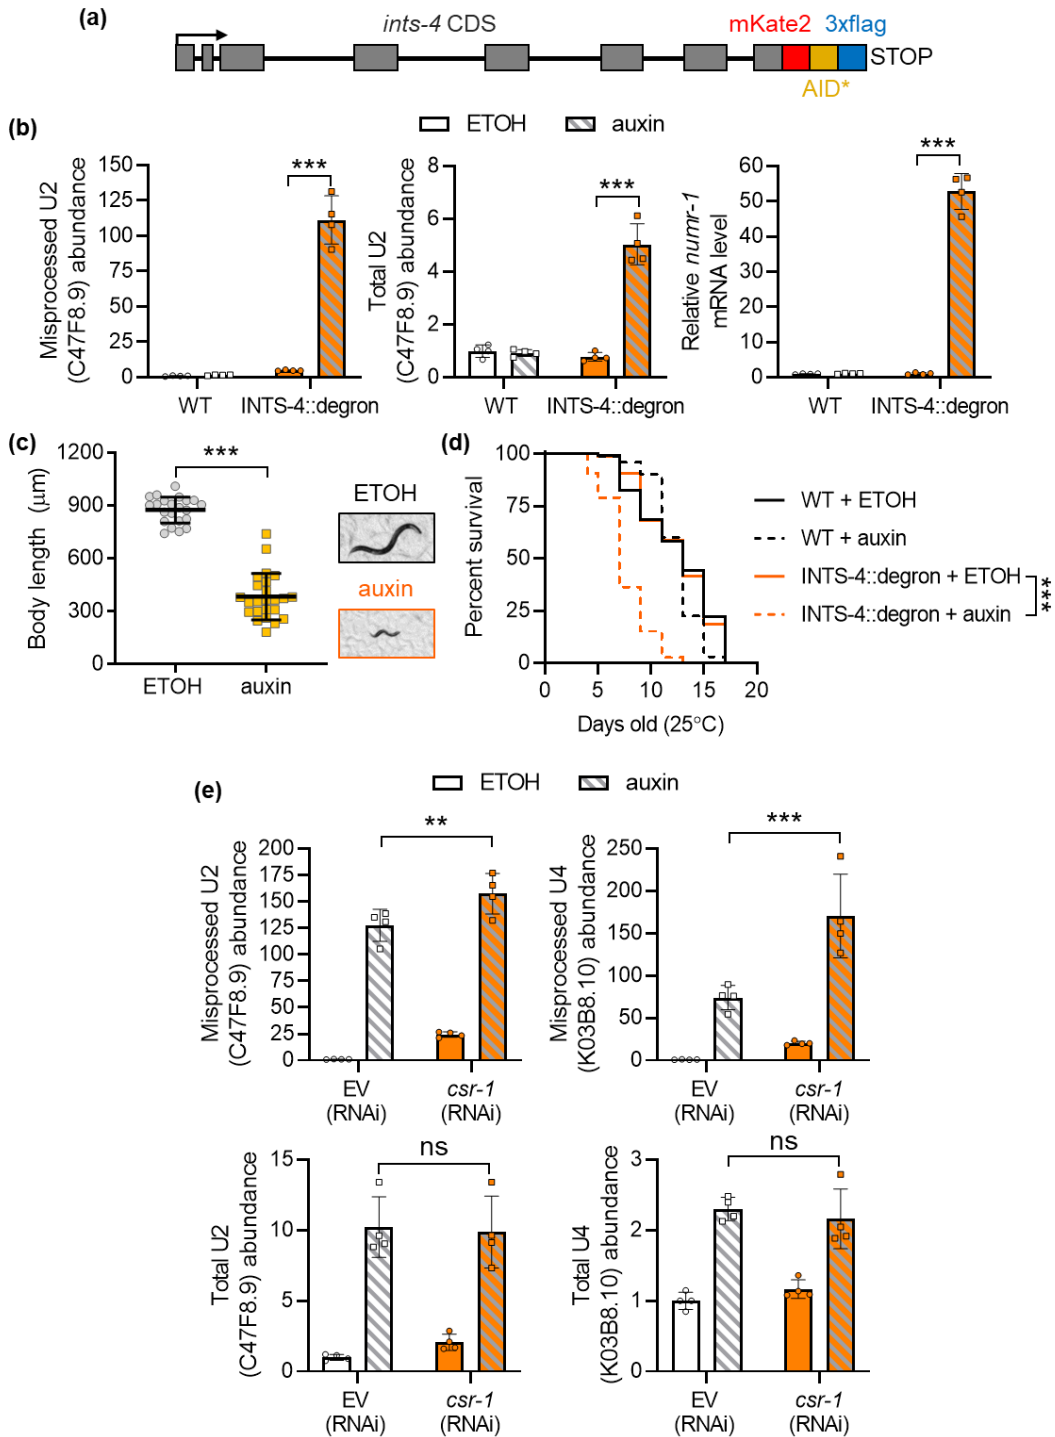 (a)
ints-4 CDS
mKate2 3xflag
STOP
AID*
(b)
ETOH auxin
Misprocessed U2
(C47F8.9) abundance
150
125
100
75
50
25
0
***
WT INTS-4::degron
Total U2
(C47F8.9) abundance
8
6
4
2
0
***
WT INTS-4::degron
Relative numr-1
mRNA level
60
50
40
30
20
10
0
***
WT INTS-4::degron
(c)
Body length (μm)
1200
900
600
300
0
***
ETOH auxin
ETOH
auxin
(d)
Percent survival
100
75
50
25
0
0 5 10 15 20
Days old (25°C)
WT + ETOH
WT + auxin
INTS-4::degron + ETOH
INTS-4::degron + auxin
***
(e)
ETOH auxin
Misprocessed U2
(C47F8.9) abundance
200
175
150
125
100
75
50
25
0
**
EV csr-1
(RNAi) (RNAi)
Misprocessed U4
(K03B8.10) abundance
250
200
150
100
50
0
***
EV csr-1
(RNAi) (RNAi)
Total U2
(C47F8.9) abundance
15
10
5
0
ns
EV csr-1
(RNAi) (RNAi)
Total U4
(K03B8.10) abundance
3
2
1
0
ns
EV csr-1
(RNAi) (RNAi)